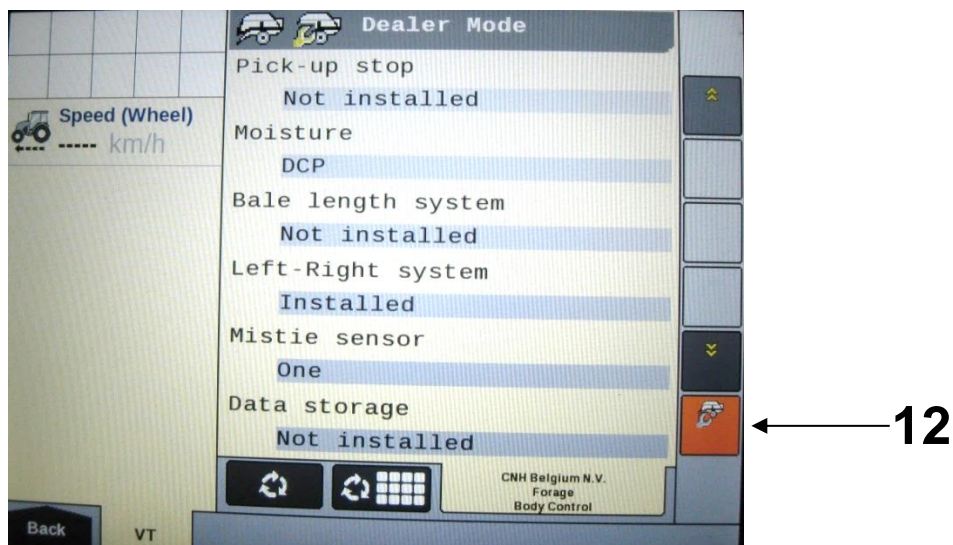 Dealer Mode
Pick-up stop
Not installed
Speed (Wheel)
----- km/h
Moisture
DCP
Bale length system
Not installed
Left-Right system
Installed
Mistie sensor
One
Data storage
Not installed
12
CNH Belgium N.V.
Forage
Body Control
Back
VT